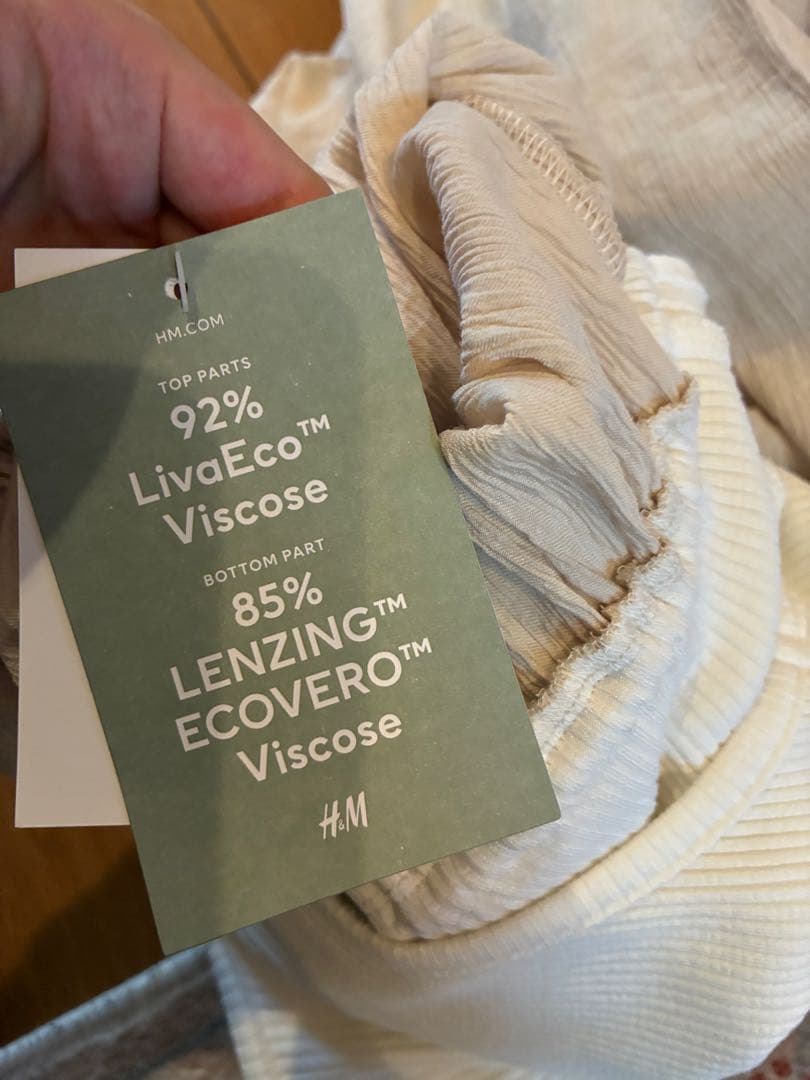 HM.COM
TOP PARTS
92%
LivaEco™
Viscose
BOTTOM PART
85%
LENZING™
ECOVERO™
Viscose
H&M